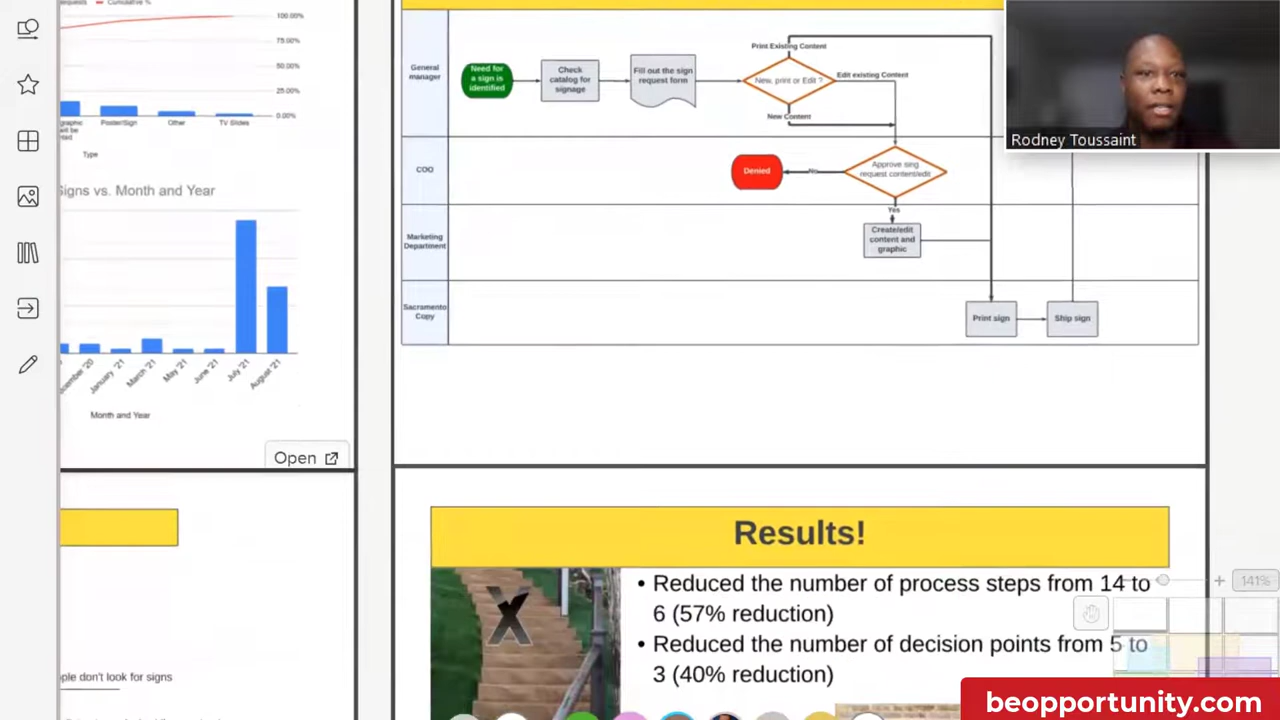 Cumulative %
100.00%
75.00%
50.00%
25.00%
0.00%
Poster/Sign
Other
TV Slides
Type
Signs vs. Month and Year
January '21
March '21
May '21
June '21
July '21
August '21
Month and Year
Open
ple don't look for signs
General
manager
Need for
a sign is
identified
Check
catalog for
signage
Fill out the sign
request form
Print Existing Content
New, print or Edit ?
Edit existing Content
New Content
COO
Denied
No
Approve sing
request content/edit
Yes
Marketing
Department
Create/edit
content and
graphic
Sacramento
Copy
Print sign
Ship sign
Results!
X
• Reduced the number of process steps from 14 to
6 (57% reduction)
• Reduced the number of decision points from 5 to
3 (40% reduction)
Rodney Toussaint
141%
beopportunity.com